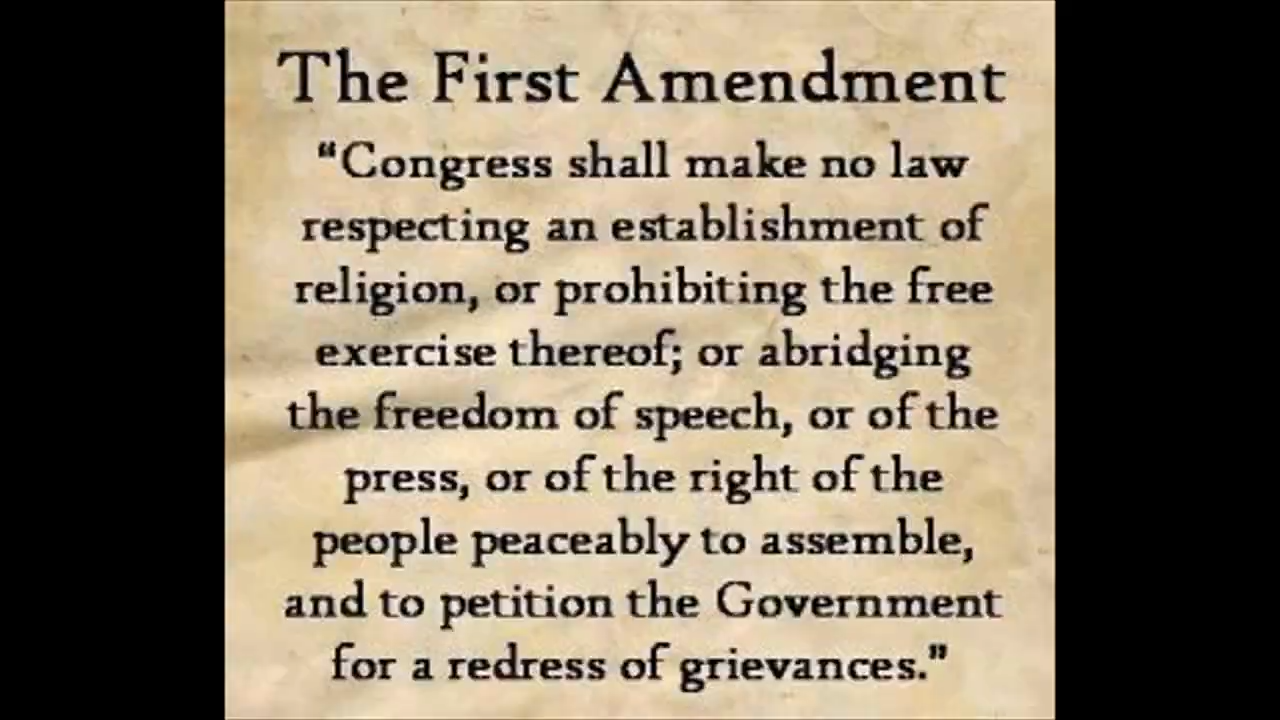 The First Amendment
“Congress shall make no law
respecting an establishment of
religion, or prohibiting the free
exercise thereof; or abridging
the freedom of speech, or of the
press, or of the right of the
people peaceably to assemble,
and to petition the Government
for a redress of grievances.”